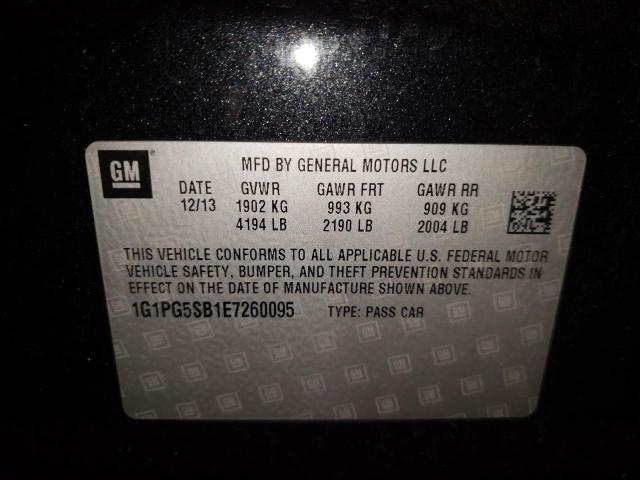 GM
MFD BY GENERAL MOTORS LLC
DATE GVWR GAWR FRT GAWR RR
12/13 1902 KG 993 KG 909 KG
4194 LB 2190 LB 2004 LB
THIS VEHICLE CONFORMS TO ALL APPLICABLE U.S. FEDERAL MOTOR
VEHICLE SAFETY, BUMPER, AND THEFT PREVENTION STANDARDS IN
EFFECT ON THE DATE OF MANUFACTURE SHOWN ABOVE.
1G1PG5SB1E7260095 TYPE: PASS CAR